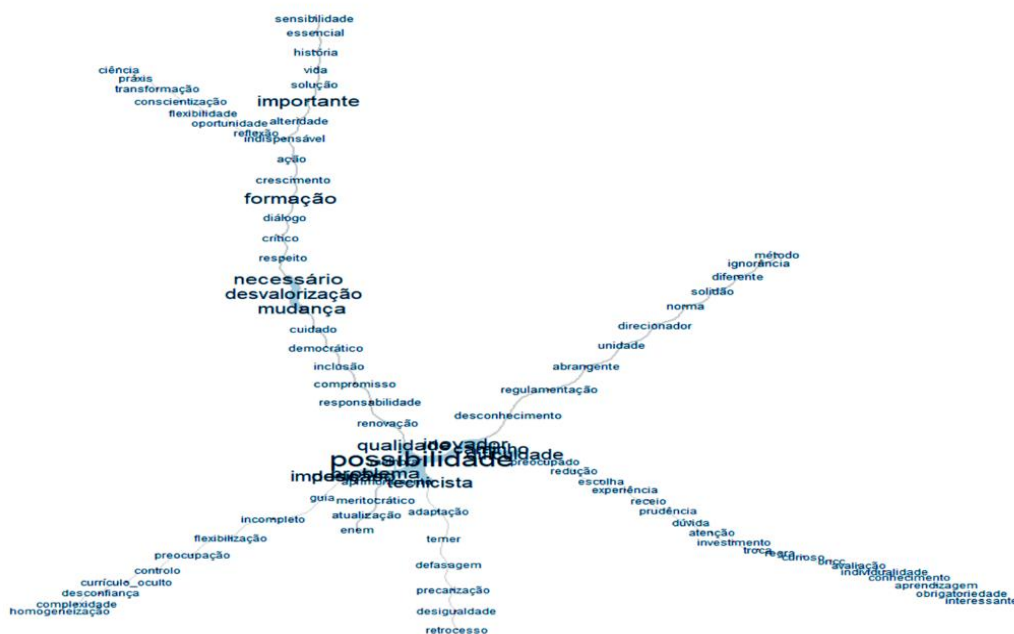 sensibilidade
essencial
história
vida
solução
importante
alteridade
indispensável
ciência
práxis
transformação
conscientização
flexibilidade
oportunidade
reflexão
ação
crescimento
formação
diálogo
crítico
respeito
necessário
desvalorização
mudança
cuidado
democrático
inclusão
compromisso
responsabilidade
renovação
método
ignorância
diferente
solidão
norma
direcionador
unidade
abrangente
regulamentação
desconhecimento
qualidade
inovador
caminho
possibilidade
problema
tecnicista
preocupado
redução
escolha
experiência
receio
prudência
dúvida
atenção
investimento
troca
regra
curioso
avaliação
individualidade
conhecimento
aprendizagem
obrigatoriedade
interessante
guia
meritocrático
atualização
enem
adaptação
temer
defasagem
precarização
desigualdade
retrocesso
incompleto
flexibilização
preocupação
controlo
currículo_oculto
desconfiança
complexidade
homogeneização